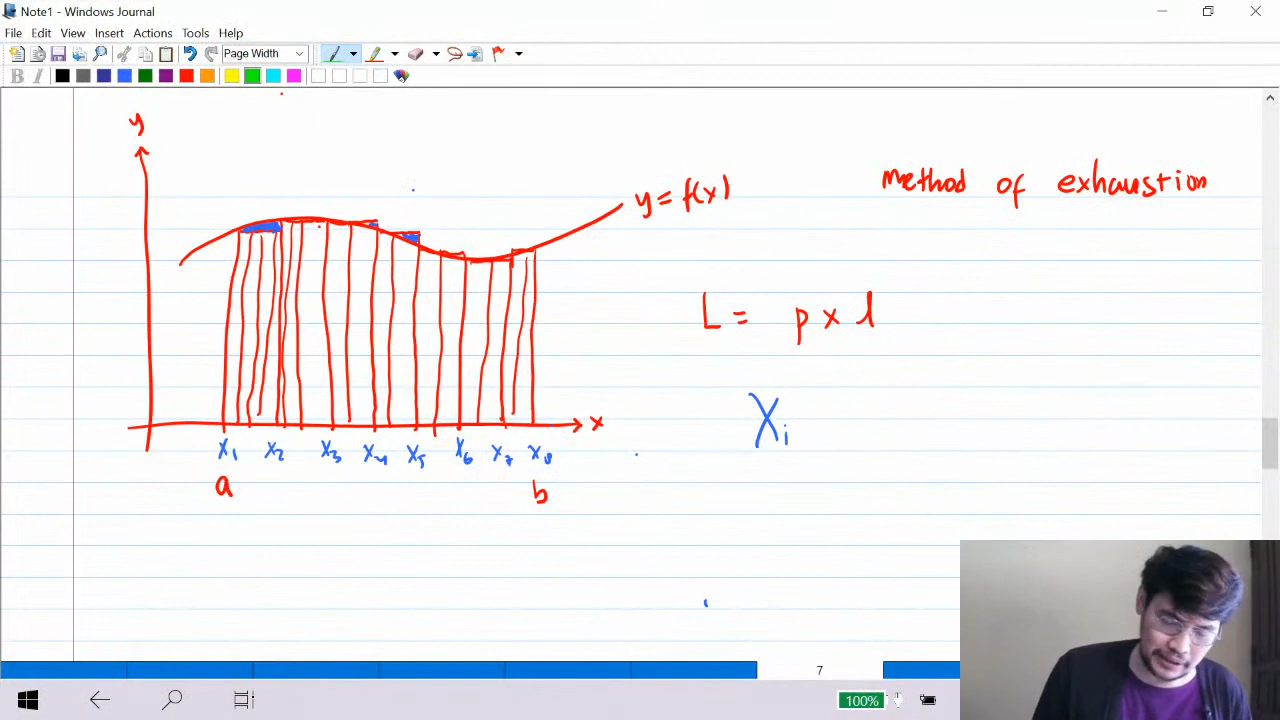 Note1 - Windows Journal
File Edit View Insert Actions Tools Help
Page Width
B I
y
method of exhaustion
y = f(x)
L = p x l
Xi
x
x1 x2 x3 x4 x5 x6 x7 x8
a b
7
100%